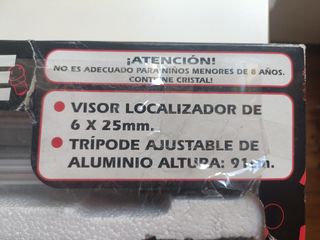 ¡ATENCIÓN!
NO ES ADECUADO PARA NIÑOS MENORES DE 8 AÑOS.
CONTIENE CRISTAL!
VISOR LOCALIZADOR DE
6 X 25mm.
TRÍPODE AJUSTABLE DE
ALUMINIO ALTURA: 91cm.